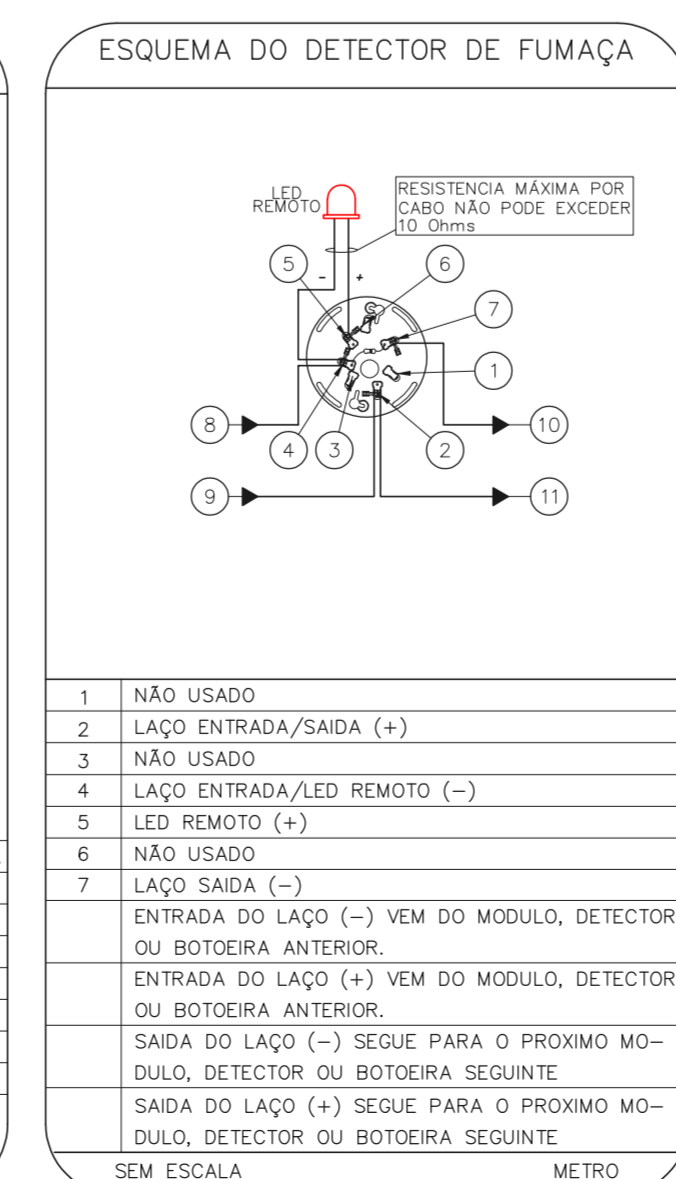 ESQUEMA DO DETECTOR DE FUMAÇA
LED
REMOTO
RESISTENCIA MÁXIMA POR
CABO NÃO PODE EXCEDER
10 Ohms
5
- +
6
7
1
8
10
4
3
2
9
11
1 NÃO USADO
2 LAÇO ENTRADA/SAIDA (+)
3 NÃO USADO
4 LAÇO ENTRADA/LED REMOTO (-)
5 LED REMOTO (+)
6 NÃO USADO
7 LAÇO SAIDA (-)
ENTRADA DO LAÇO (-) VEM DO MODULO, DETECTOR
OU BOTOEIRA ANTERIOR.
ENTRADA DO LAÇO (+) VEM DO MODULO, DETECTOR
OU BOTOEIRA ANTERIOR.
SAIDA DO LAÇO (-) SEGUE PARA O PROXIMO MO-
DULO, DETECTOR OU BOTOEIRA SEGUINTE
SAIDA DO LAÇO (+) SEGUE PARA O PROXIMO MO-
DULO, DETECTOR OU BOTOEIRA SEGUINTE
SEM ESCALA METRO